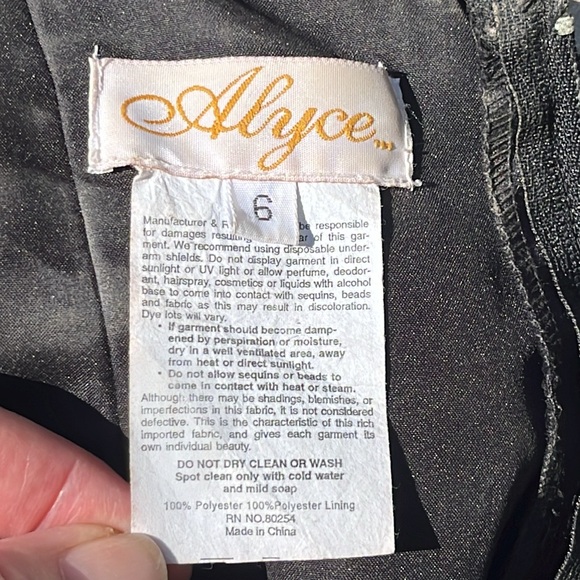 Alyce...
6
Manufacturer & R be responsible
for damages resulting ar of this gar-
ment. We recommend using disposable under-
arm shields. Do not display garment in direct
sunlight or UV light or allow perfume, deodor-
ant, hairspray, cosmetics or liquids with alcohol
base to come into contact with sequins, beads
and fabric as this may result in discoloration.
Dye lots will vary.
• If garment should become damp-
ened by perspiration or moisture,
dry in a well ventilated area, away
from heat or direct sunlight.
• Do not allow sequins or beads to
come in contact with heat or steam.
Although there may be shadings, blemishes, or
imperfections in this fabric, it is not considered
defective. This is the characteristic of this rich
imported fabric, and gives each garment its
own individual beauty.
DO NOT DRY CLEAN OR WASH
Spot clean only with cold water
and mild soap
100% Polyester 100%Polyester Lining
RN NO.80254
Made in China